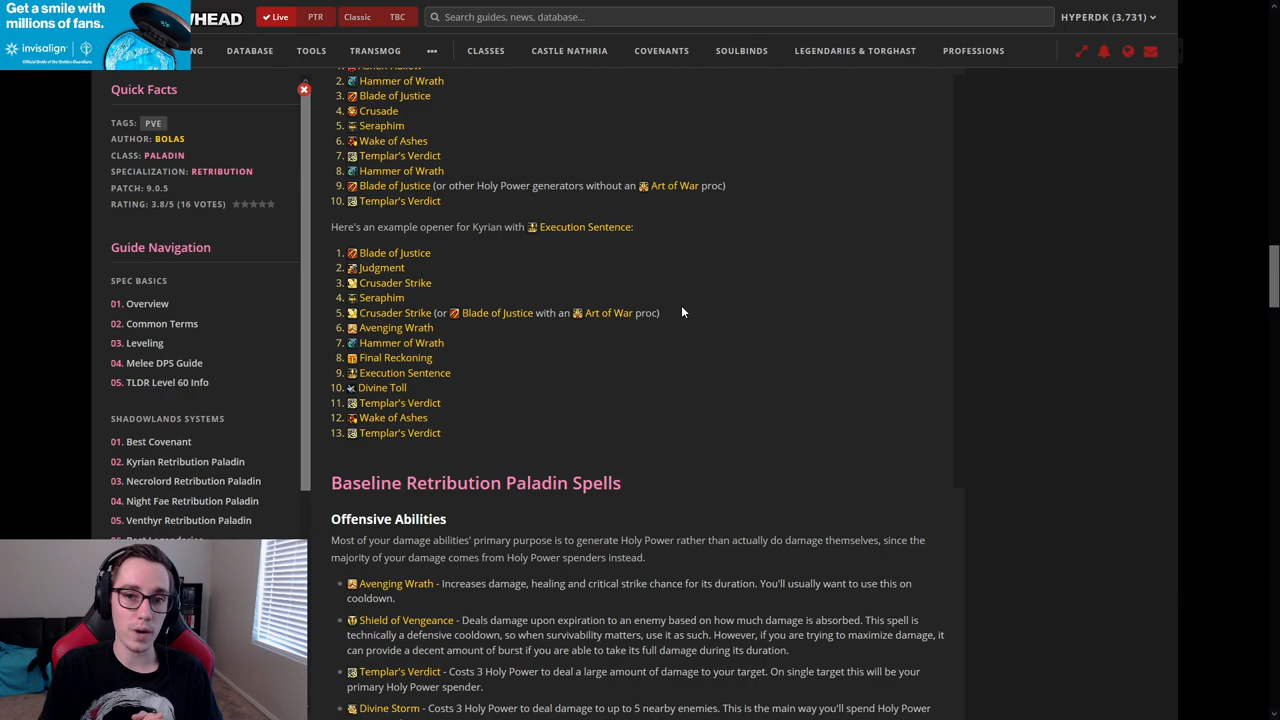 Get a smile with
millions of fans.
invisalign
WHEAD
Live
PTR
Classic
TBC
Search guides, news, database...
HYPERDK (3,731)
NG
DATABASE
TOOLS
TRANSMOG
CLASSES
CASTLE NATHRIA
COVENANTS
SOULBINDS
LEGENDARIES & TORGHAST
PROFESSIONS
Quick Facts
TAGS: PVE
AUTHOR: BOLAS
CLASS: PALADIN
SPECIALIZATION: RETRIBUTION
PATCH: 9.0.5
RATING: 3.8/5 (16 VOTES)
Guide Navigation
SPEC BASICS
01. Overview
02. Common Terms
03. Leveling
04. Melee DPS Guide
05. TLDR Level 60 Info
SHADOWLANDS SYSTEMS
01. Best Covenant
02. Kyrian Retribution Paladin
03. Necrolord Retribution Paladin
04. Night Fae Retribution Paladin
05. Venthyr Retribution Paladin
2. Hammer of Wrath
3. Blade of Justice
4. Crusade
5. Seraphim
6. Wake of Ashes
7. Templar's Verdict
8. Hammer of Wrath
9. Blade of Justice (or other Holy Power generators without an Art of War proc)
10. Templar's Verdict
Here's an example opener for Kyrian with Execution Sentence:
1. Blade of Justice
2. Judgment
3. Crusader Strike
4. Seraphim
5. Crusader Strike (or Blade of Justice with an Art of War proc)
6. Avenging Wrath
7. Hammer of Wrath
8. Final Reckoning
9. Execution Sentence
10. Divine Toll
11. Templar's Verdict
12. Wake of Ashes
13. Templar's Verdict
Baseline Retribution Paladin Spells
Offensive Abilities
Most of your damage abilities' primary purpose is to generate Holy Power rather than actually do damage themselves, since the
majority of your damage comes from Holy Power spenders instead.
Avenging Wrath - Increases damage, healing and critical strike chance for its duration. You'll usually want to use this on
cooldown.
Shield of Vengeance - Deals damage upon expiration to an enemy based on how much damage is absorbed. This spell is
technically a defensive cooldown, so when survivability matters, use it as such. However, if you are trying to maximize damage, it
can provide a decent amount of burst if you are able to take its full damage during its duration.
Templar's Verdict - Costs 3 Holy Power to deal a large amount of damage to your target. On single target this will be your
primary Holy Power spender.
Divine Storm - Costs 3 Holy Power to deal damage to up to 5 nearby enemies. This is the main way you'll spend Holy Power